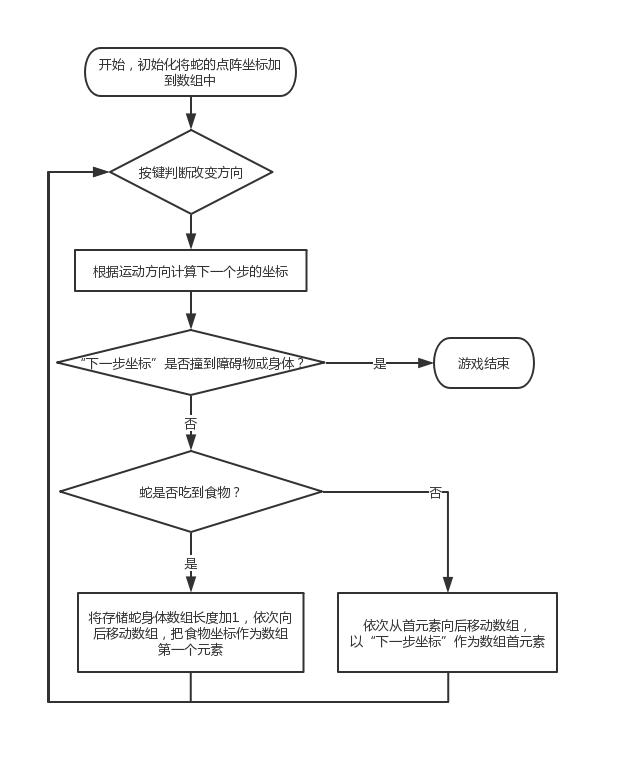 开始，初始化将蛇的点阵坐标加
到数组中
按键判断改变方向
根据运动方向计算下一个步的坐标
“下一步坐标”是否撞到障碍物或身体？
是
游戏结束
否
蛇是否吃到食物？
否
是
将存储蛇身体数组长度加1，依次向
后移动数组，把食物坐标作为数组
第一个元素
依次从首元素向后移动数组，
以“下一步坐标”作为数组首元素